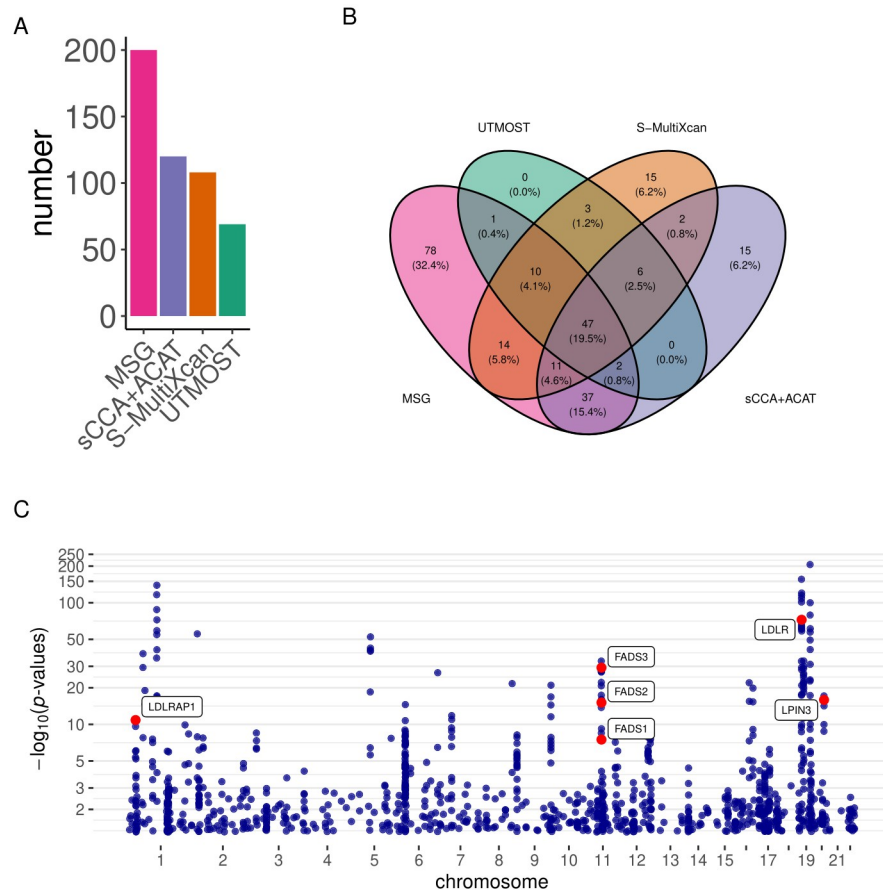 A
number
200
150
100
50
0
MSG
sCCA+ACAT
S−MultiXcan
UTMOST
B
UTMOST
S−MultiXcan
MSG
sCCA+ACAT
0
(0.0%)
15
(6.2%)
3
(1.2%)
1
(0.4%)
2
(0.8%)
78
(32.4%)
15
(6.2%)
10
(4.1%)
6
(2.5%)
47
(19.5%)
14
(5.8%)
0
(0.0%)
11
(4.6%)
2
(0.8%)
37
(15.4%)
C
−log10(p-values)
250
200
150
100
50
30
20
10
5
3
2
LDLRAP1
FADS3
FADS2
FADS1
LDLR
LPIN3
1 2 3 4 5 6 7 8 9 10 11 12 13 14 15 17 19 21
chromosome